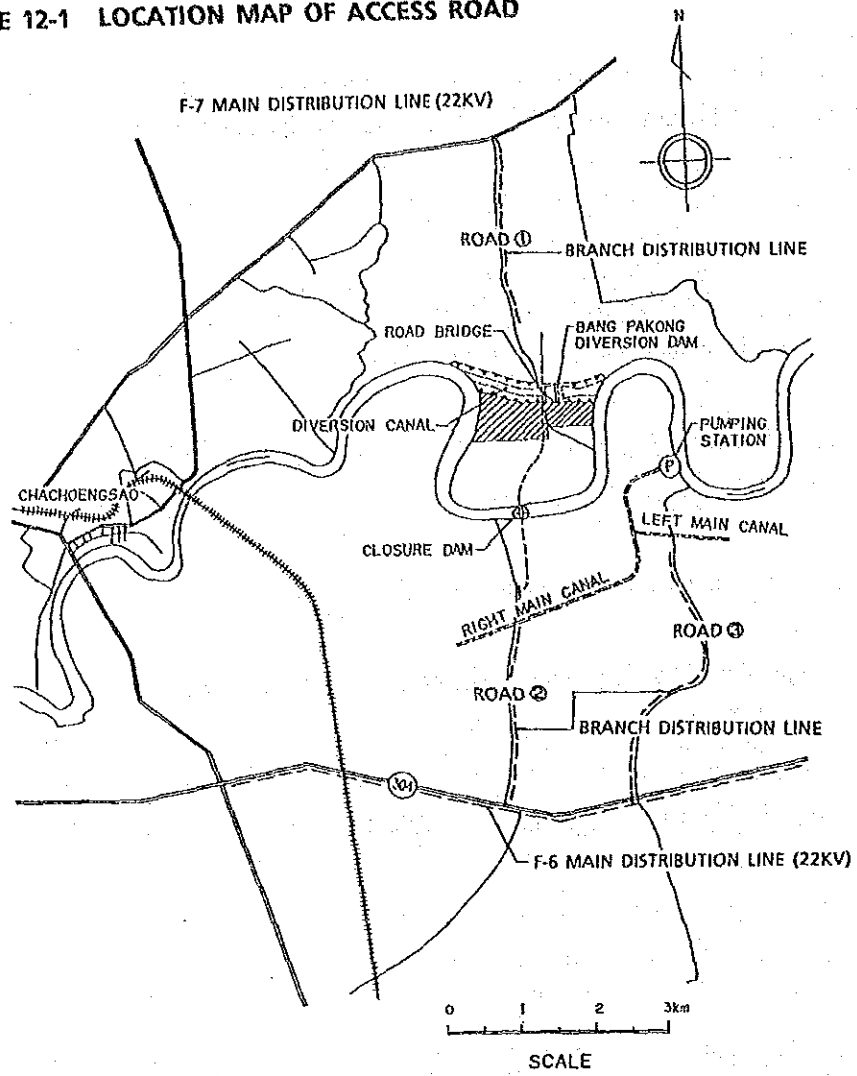 E 12-1 LOCATION MAP OF ACCESS ROAD
N
F-7 MAIN DISTRIBUTION LINE (22KV)
ROAD ①
BRANCH DISTRIBUTION LINE
ROAD BRIDGE
BANG PAKONG
DIVERSION DAM
DIVERSION CANAL
PUMPING
STATION
P
CHACHOENGSAO
LEFT MAIN CANAL
CLOSURE DAM
RIGHT MAIN CANAL
ROAD ③
ROAD ②
BRANCH DISTRIBUTION LINE
F-6 MAIN DISTRIBUTION LINE (22KV)
0 1 2 3km
SCALE